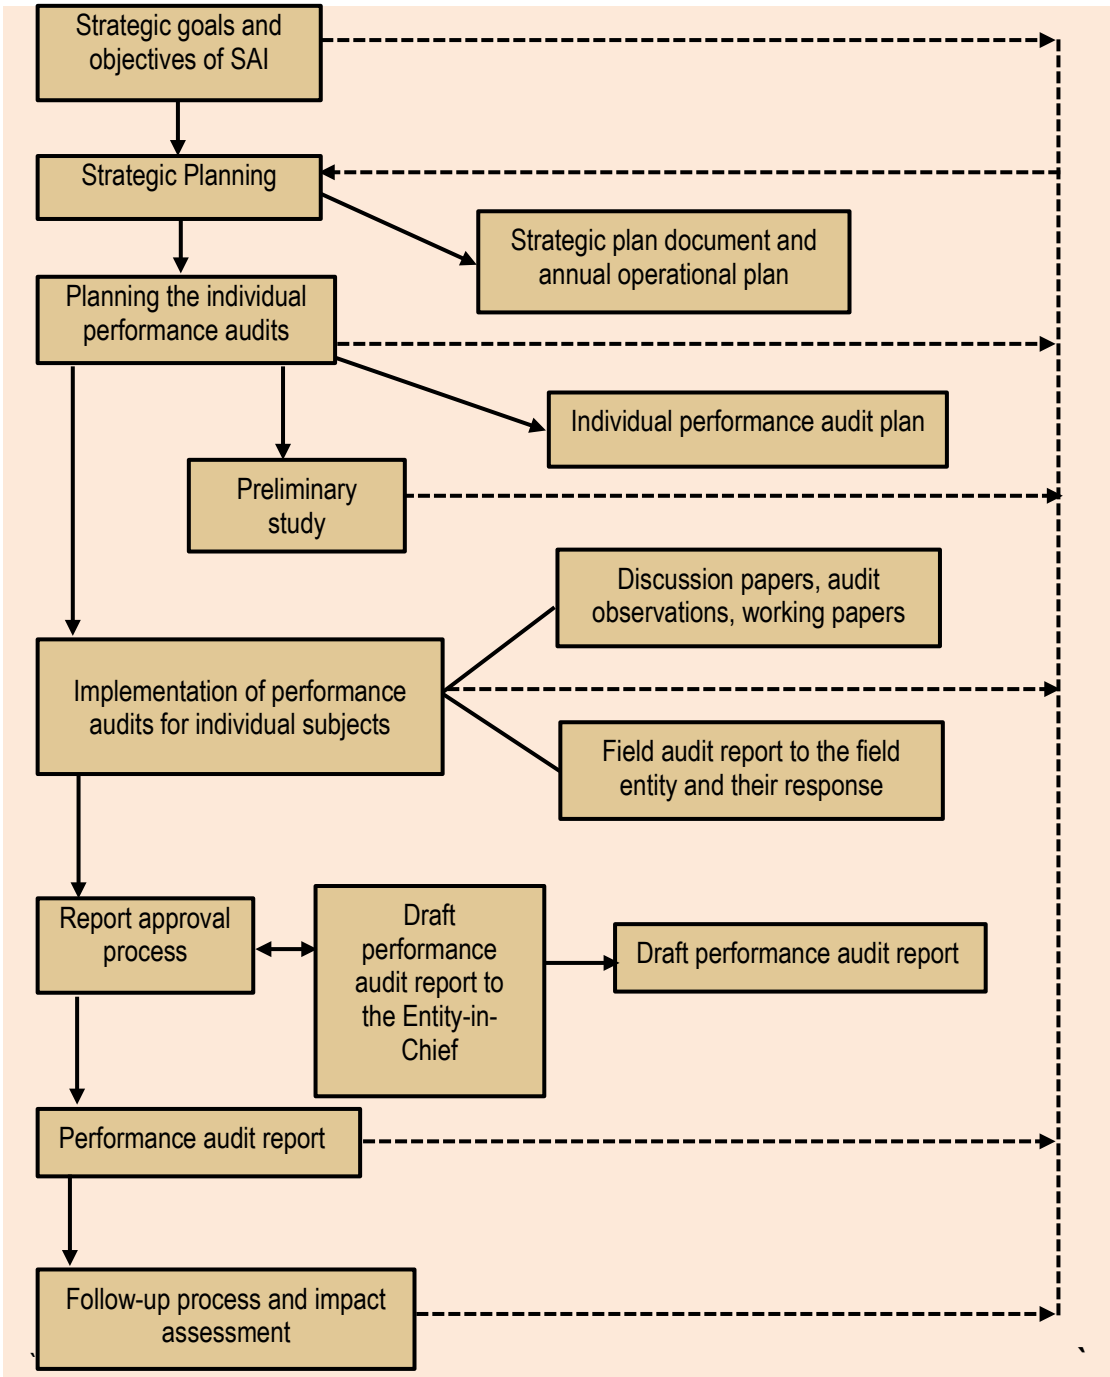 Strategic goals and
objectives of SAI
Strategic Planning
Strategic plan document and
annual operational plan
Planning the individual
performance audits
Individual performance audit plan
Preliminary
study
Discussion papers, audit
observations, working papers
Implementation of performance
audits for individual subjects
Field audit report to the field
entity and their response
Report approval
process
Draft
performance
audit report to
the Entity-in-
Chief
Draft performance audit report
Performance audit report
Follow-up process and impact
assessment